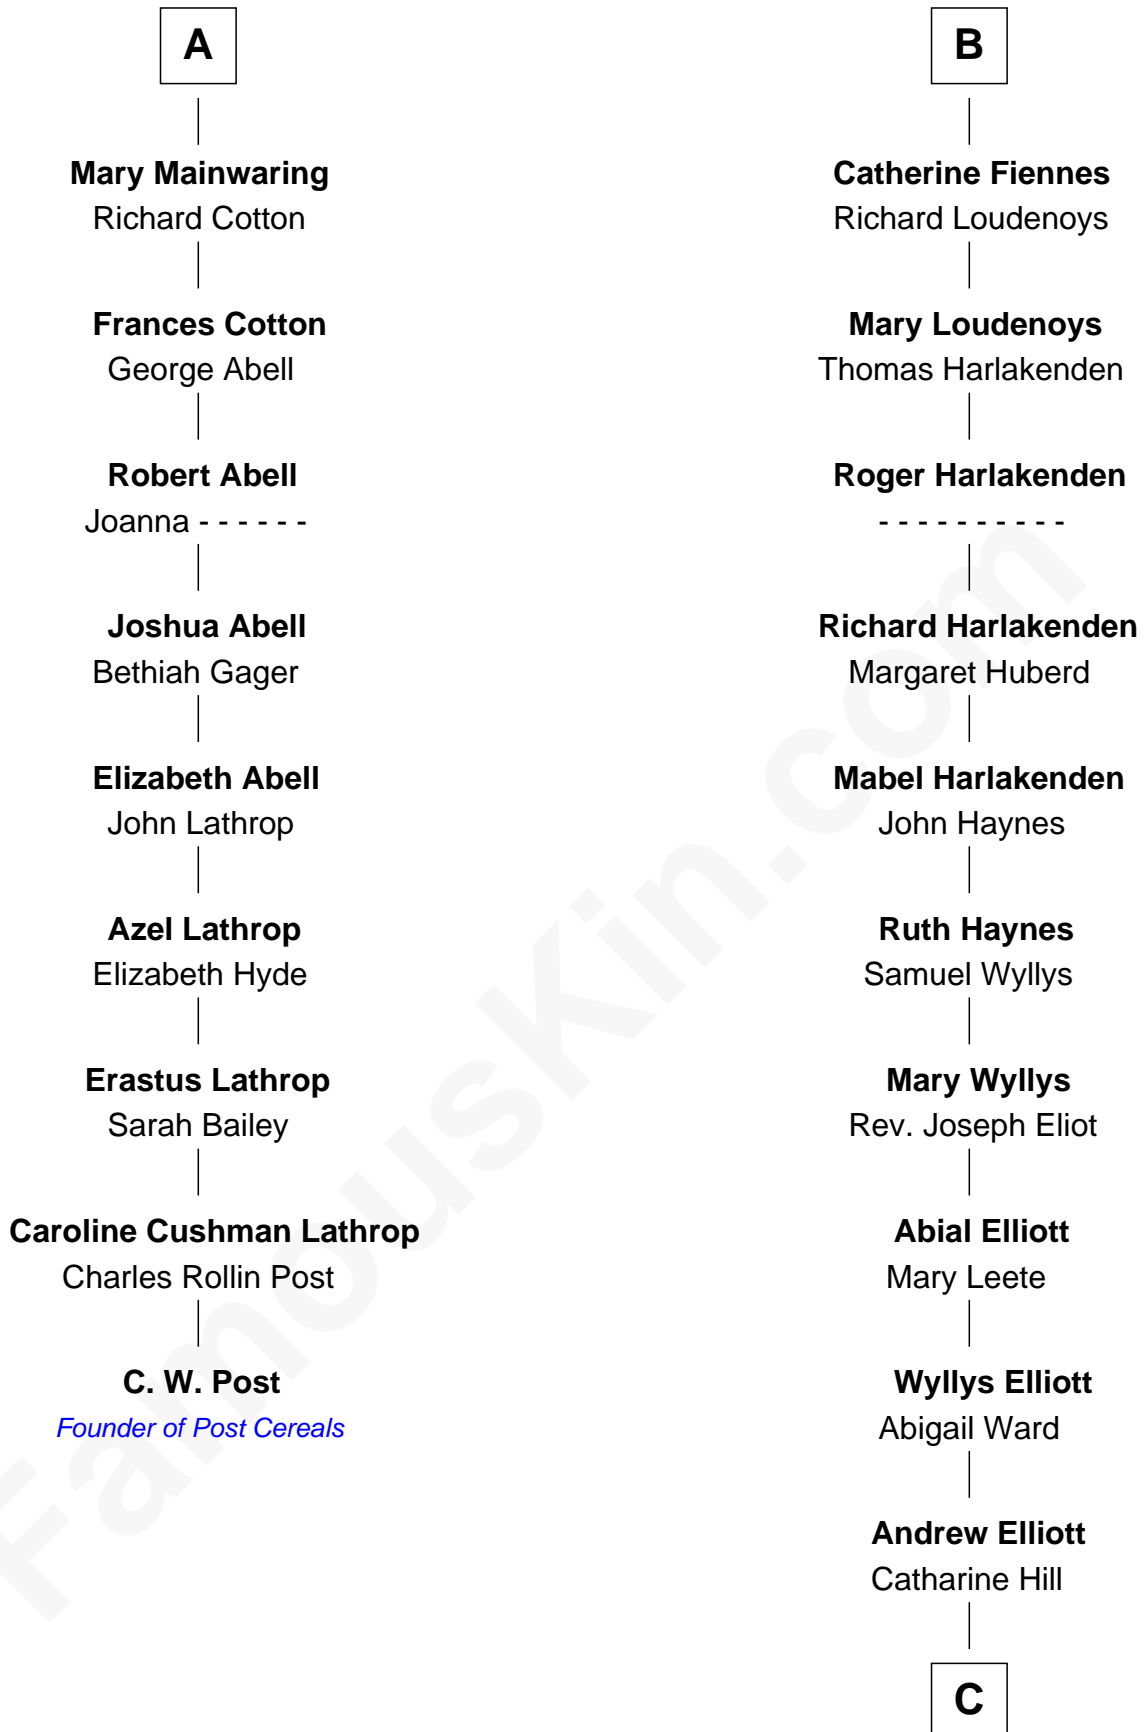 A
Mary Mainwaring
Richard Cotton
Frances Cotton
George Abell
Robert Abell
Joanna - - - - - -
Joshua Abell
Bethiah Gager
Elizabeth Abell
John Lathrop
Azel Lathrop
Elizabeth Hyde
Erastus Lathrop
Sarah Bailey
Caroline Cushman Lathrop
Charles Rollin Post
C. W. Post
Founder of Post Cereals
B
Catherine Fiennes
Richard Loudenoys
Mary Loudenoys
Thomas Harlakenden
Roger Harlakenden
- - - - - - - - - -
Richard Harlakenden
Margaret Huberd
Mabel Harlakenden
John Haynes
Ruth Haynes
Samuel Wyllys
Mary Wyllys
Rev. Joseph Eliot
Abial Elliott
Mary Leete
Wyllys Elliott
Abigail Ward
Andrew Elliott
Catharine Hill
C
FamousKin.com